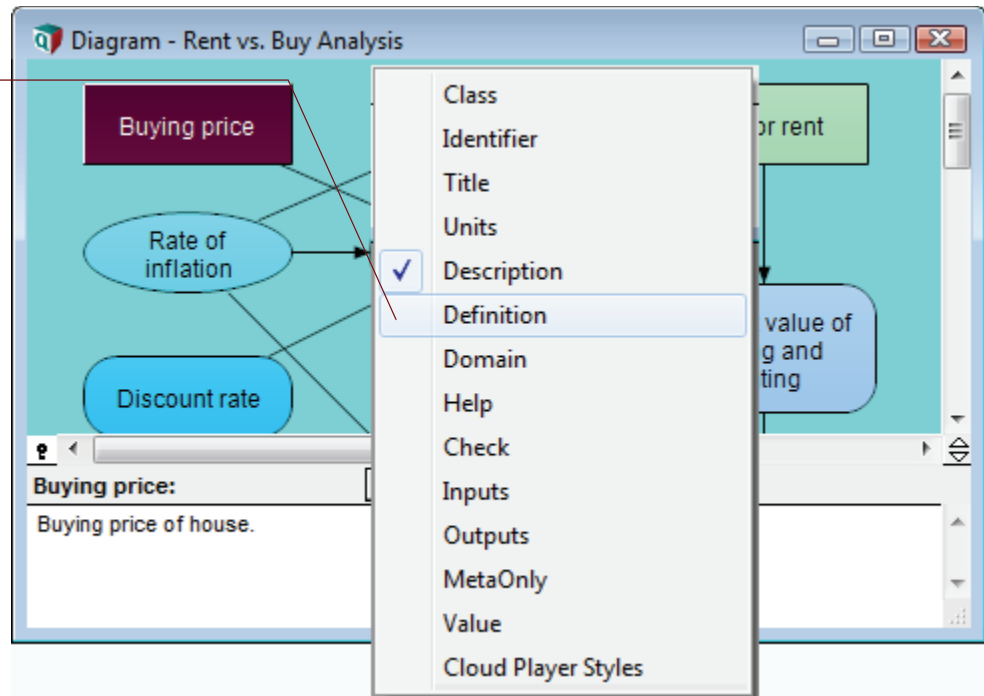 Diagram - Rent vs. Buy Analysis
Buying price
or rent
Rate of
inflation
value of
g and
ting
Discount rate
Class
Identifier
Title
Units
Description
Definition
Domain
Help
Check
Inputs
Outputs
MetaOnly
Value
Cloud Player Styles
Buying price:
Buying price of house.